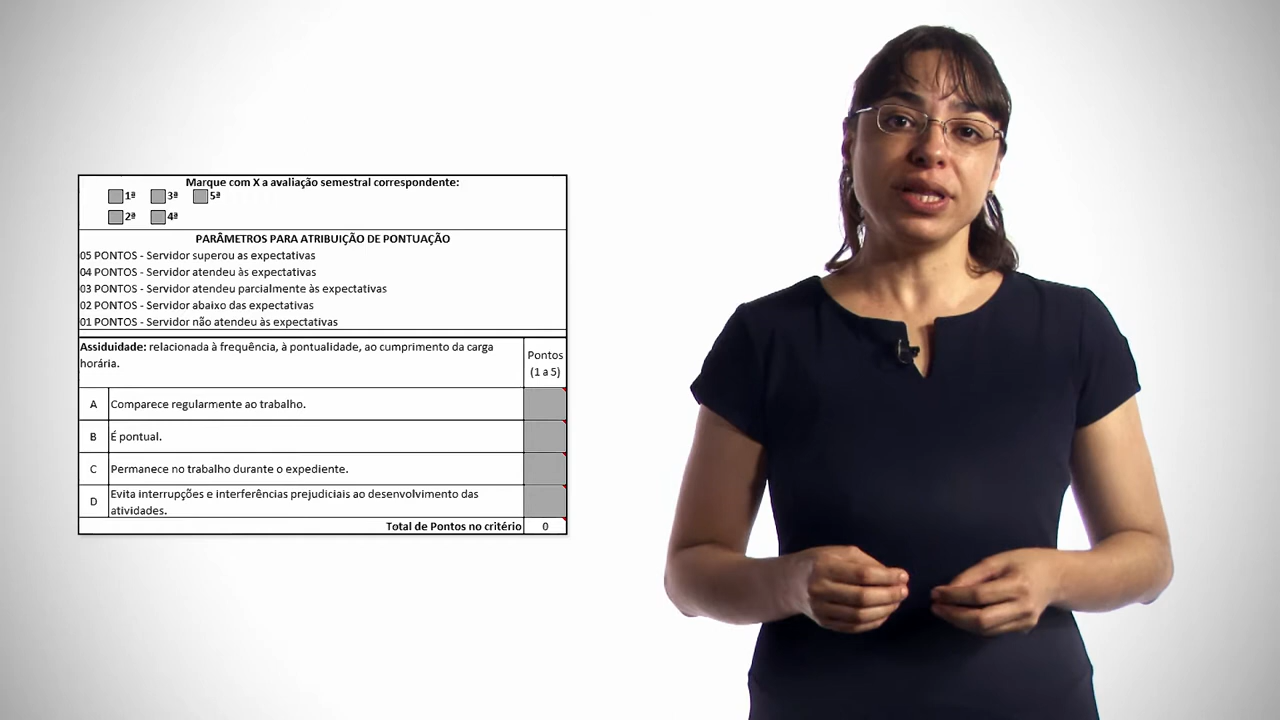 Marque com X a avaliação semestral correspondente:
1ª 3ª 5ª
2ª 4ª
PARÂMETROS PARA ATRIBUIÇÃO DE PONTUAÇÃO
05 PONTOS - Servidor superou as expectativas
04 PONTOS - Servidor atendeu às expectativas
03 PONTOS - Servidor atendeu parcialmente às expectativas
02 PONTOS - Servidor abaixo das expectativas
01 PONTOS - Servidor não atendeu às expectativas
Assiduidade: relacionada à frequência, à pontualidade, ao cumprimento da carga
horária.
Pontos
(1 a 5)
A Comparece regularmente ao trabalho.
B É pontual.
C Permanece no trabalho durante o expediente.
D Evita interrupções e interferências prejudiciais ao desenvolvimento das
atividades.
Total de Pontos no critério 0